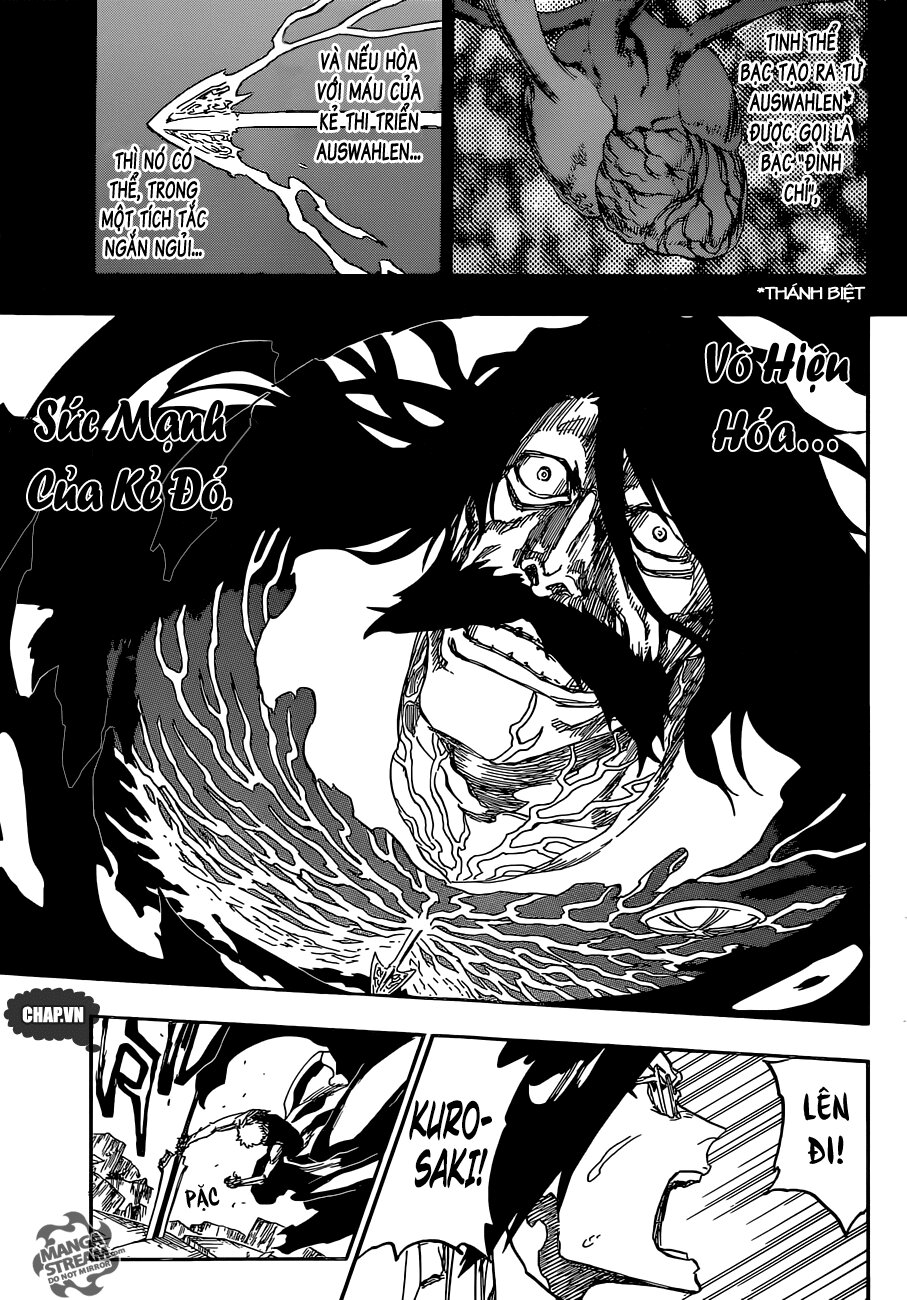 TINH THỂ
BẠC TẠO RA TỪ
AUSWAHLEN*
ĐƯỢC GỌI LÀ
BẠC "ĐÌNH
CHỈ",
*THÁNH BIỆT
VÀ NẾU HÒA
VỚI MÁU CỦA
KẺ THI TRIỂN
AUSWAHLEN...
THÌ NÓ CÓ
THỂ, TRONG
MỘT TÍCH TẮC
NGẮN NGỦI...
Vô Hiệu
Hóa...
Sức Mạnh
Của Kẻ Đó.
CHAP.VN
LÊN
ĐI!
KURO-
SAKI!
PẶC
MANGA
STREAM.com
DO NOT MIRROR!